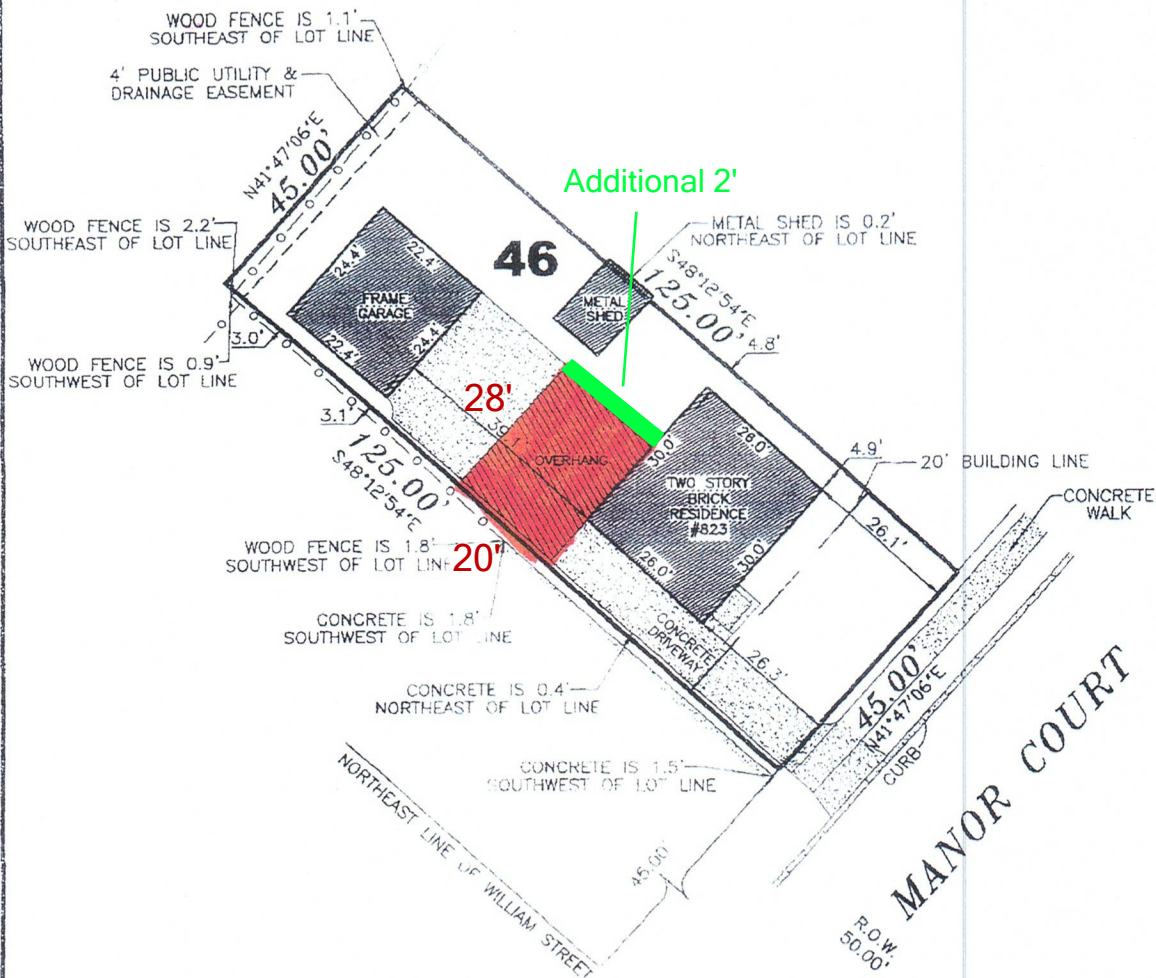 WOOD FENCE IS 1.1'
SOUTHEAST OF LOT LINE
4' PUBLIC UTILITY &
DRAINAGE EASEMENT
N41°47'06"E
45.00'
Additional 2'
WOOD FENCE IS 2.2'
SOUTHEAST OF LOT LINE
46
METAL SHED IS 0.2'
NORTHEAST OF LOT LINE
S48°12'54"E
125.00'
24.4'
22.4'
FRAME
GARAGE
22.4'
24.4'
METAL
SHED
4.8'
3.0'
WOOD FENCE IS 0.9'
SOUTHWEST OF LOT LINE
28'
3.1'
125.00'
S48°12'54"E
OVERHANG
30.0'
26.0'
TWO STORY
BRICK
RESIDENCE
#823
26.0'
30.0'
4.9'
20' BUILDING LINE
CONCRETE
WALK
26.1'
WOOD FENCE IS 1.8'
SOUTHWEST OF LOT LINE
20'
CONCRETE IS 1.8'
SOUTHWEST OF LOT LINE
CONCRETE
DRIVEWAY
26.3'
CONCRETE IS 0.4'
NORTHEAST OF LOT LINE
45.00'
N41°47'06"E
CURB
CONCRETE IS 1.5'
SOUTHWEST OF LOT LINE
NORTHEAST LINE OF WILLIAM STREET
MANOR COURT
R.O.W.
50.00'